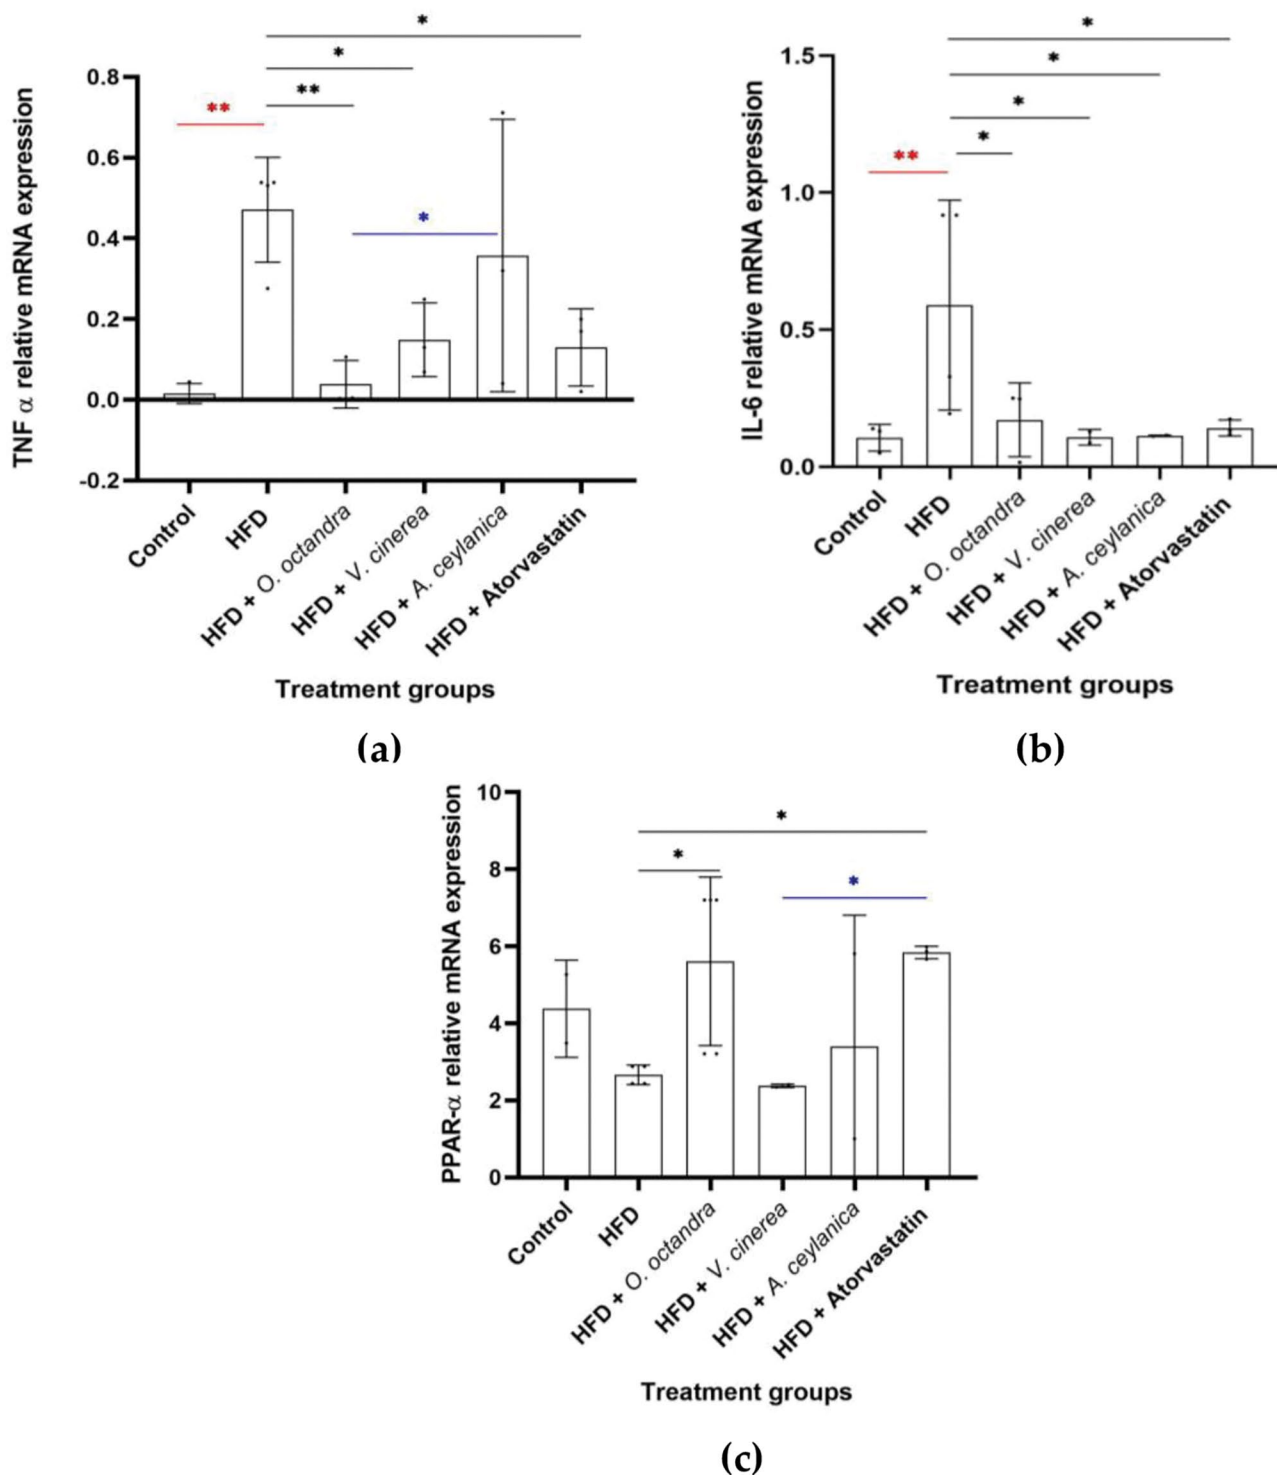 *
*
**
**
*
0.8
0.6
0.4
0.2
0.0
-0.2
TNF α relative mRNA expression
Control
HFD
HFD + O. octandra
HFD + V. cinerea
HFD + A. ceylanica
HFD + Atorvastatin
Treatment groups
(a)
*
*
*
*
**
1.5
1.0
0.5
0.0
IL-6 relative mRNA expression
Control
HFD
HFD + O. octandra
HFD + V. cinerea
HFD + A. ceylanica
HFD + Atorvastatin
Treatment groups
(b)
*
*
*
10
8
6
4
2
0
PPAR-α relative mRNA expression
Control
HFD
HFD + O. octandra
HFD + V. cinerea
HFD + A. ceylanica
HFD + Atorvastatin
Treatment groups
(c)